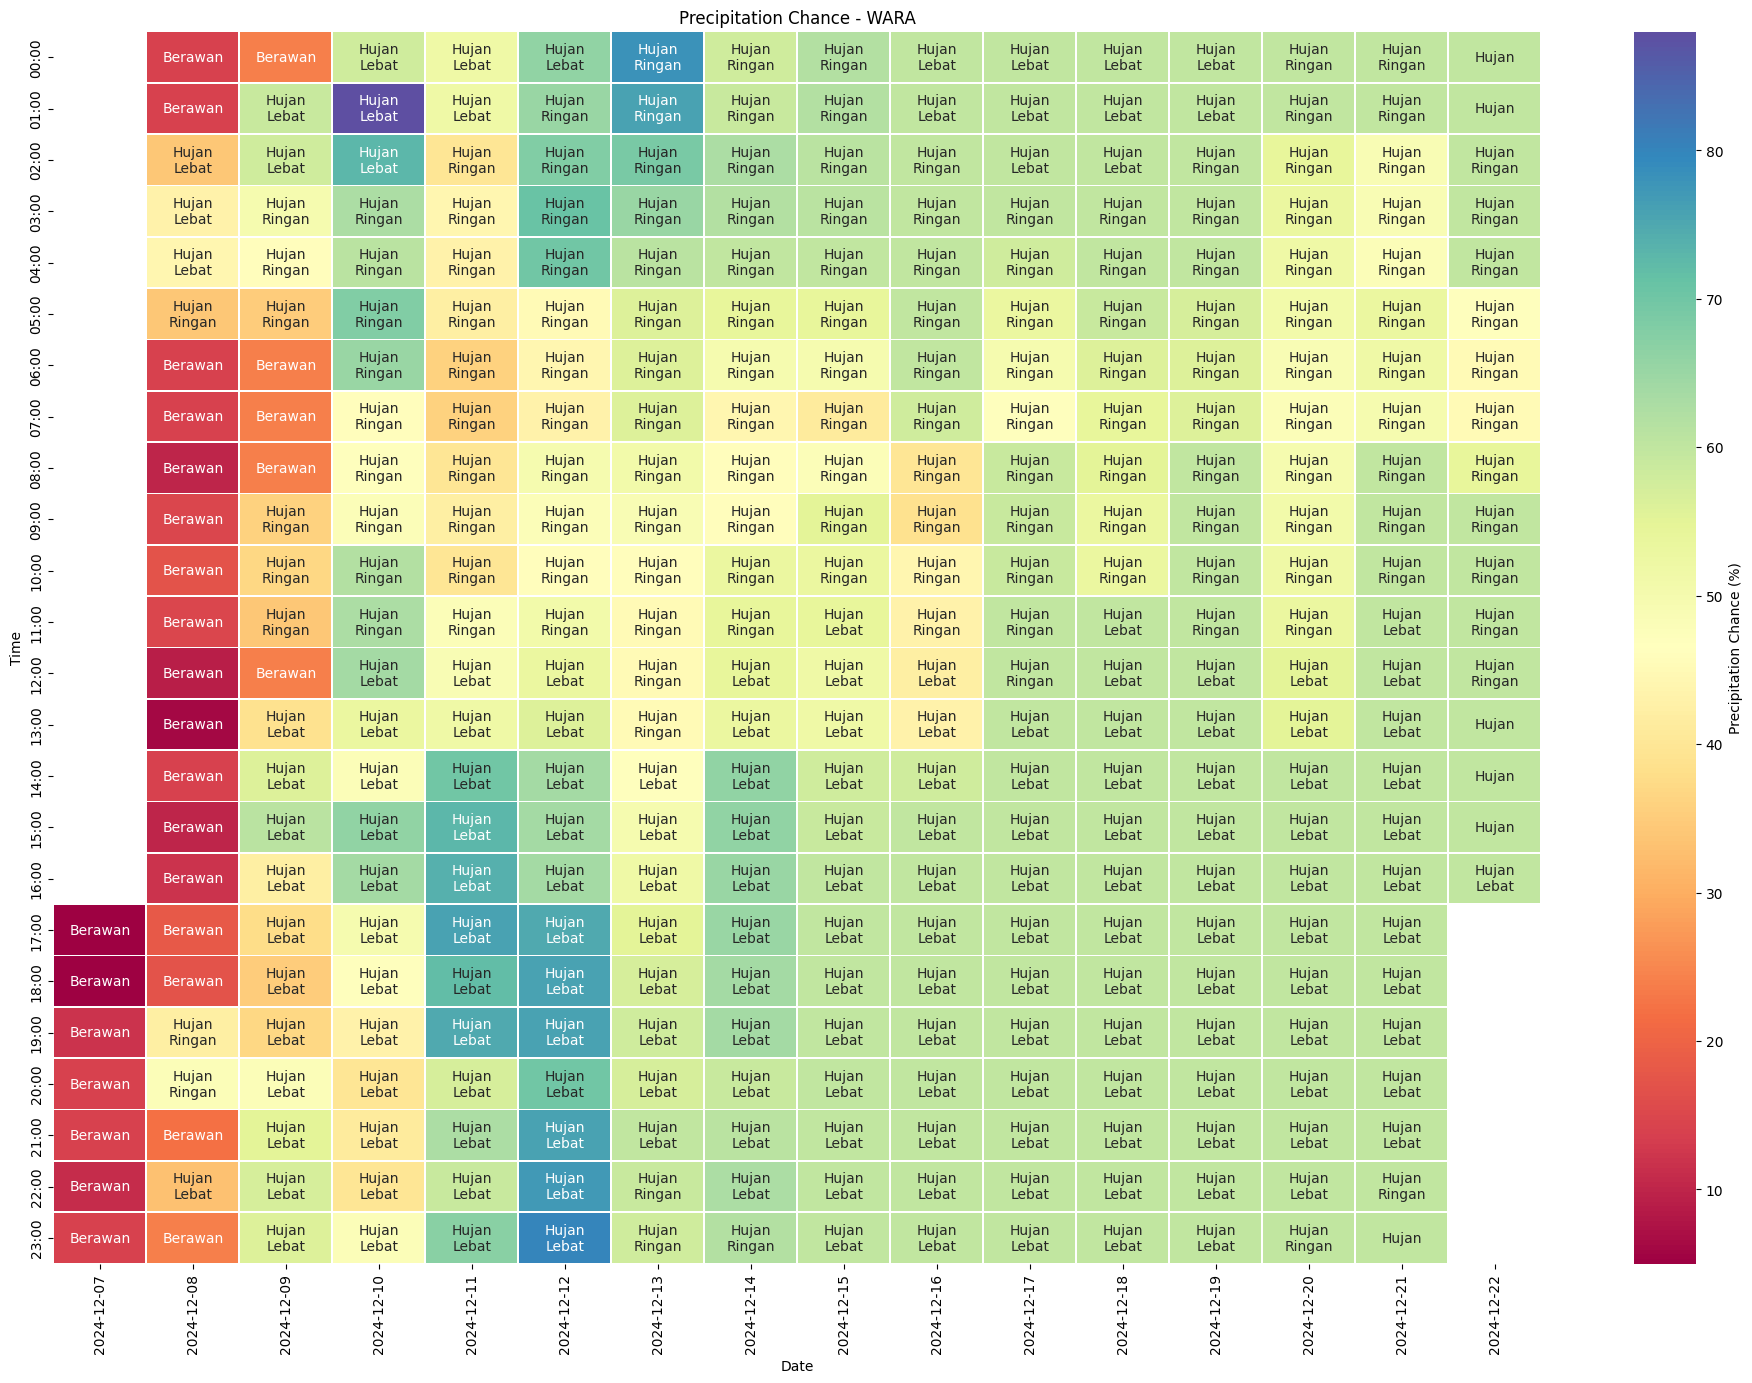 Precipitation Chance - WARA
00:00 Berawan Berawan Hujan Lebat Hujan Lebat Hujan Lebat Hujan Ringan Hujan Ringan Hujan Ringan Hujan Lebat Hujan Lebat Hujan Lebat Hujan Lebat Hujan Ringan Hujan Ringan Hujan
01:00 Berawan Hujan Lebat Hujan Lebat Hujan Lebat Hujan Ringan Hujan Ringan Hujan Ringan Hujan Ringan Hujan Lebat Hujan Lebat Hujan Lebat Hujan Lebat Hujan Ringan Hujan Ringan Hujan
02:00 Hujan Lebat Hujan Lebat Hujan Lebat Hujan Ringan Hujan Ringan Hujan Ringan Hujan Ringan Hujan Ringan Hujan Ringan Hujan Lebat Hujan Lebat Hujan Ringan Hujan Ringan Hujan Ringan Hujan Ringan
03:00 Hujan Lebat Hujan Ringan Hujan Ringan Hujan Ringan Hujan Ringan Hujan Ringan Hujan Ringan Hujan Ringan Hujan Ringan Hujan Ringan Hujan Ringan Hujan Ringan Hujan Ringan Hujan Ringan Hujan Ringan
04:00 Hujan Lebat Hujan Ringan Hujan Ringan Hujan Ringan Hujan Ringan Hujan Ringan Hujan Ringan Hujan Ringan Hujan Ringan Hujan Ringan Hujan Ringan Hujan Ringan Hujan Ringan Hujan Ringan Hujan Ringan
05:00 Hujan Ringan Hujan Ringan Hujan Ringan Hujan Ringan Hujan Ringan Hujan Ringan Hujan Ringan Hujan Ringan Hujan Ringan Hujan Ringan Hujan Ringan Hujan Ringan Hujan Ringan Hujan Ringan Hujan Ringan
06:00 Berawan Berawan Hujan Ringan Hujan Ringan Hujan Ringan Hujan Ringan Hujan Ringan Hujan Ringan Hujan Ringan Hujan Ringan Hujan Ringan Hujan Ringan Hujan Ringan Hujan Ringan Hujan Ringan
07:00 Berawan Berawan Hujan Ringan Hujan Ringan Hujan Ringan Hujan Ringan Hujan Ringan Hujan Ringan Hujan Ringan Hujan Ringan Hujan Ringan Hujan Ringan Hujan Ringan Hujan Ringan Hujan Ringan
08:00 Berawan Berawan Hujan Ringan Hujan Ringan Hujan Ringan Hujan Ringan Hujan Ringan Hujan Ringan Hujan Ringan Hujan Ringan Hujan Ringan Hujan Ringan Hujan Ringan Hujan Ringan Hujan Ringan
09:00 Berawan Hujan Ringan Hujan Ringan Hujan Ringan Hujan Ringan Hujan Ringan Hujan Ringan Hujan Ringan Hujan Ringan Hujan Ringan Hujan Ringan Hujan Ringan Hujan Ringan Hujan Ringan Hujan Ringan
10:00 Berawan Hujan Ringan Hujan Ringan Hujan Ringan Hujan Ringan Hujan Ringan Hujan Ringan Hujan Ringan Hujan Ringan Hujan Ringan Hujan Ringan Hujan Ringan Hujan Ringan Hujan Ringan Hujan Ringan
11:00 Berawan Hujan Ringan Hujan Ringan Hujan Ringan Hujan Ringan Hujan Ringan Hujan Ringan Hujan Lebat Hujan Ringan Hujan Ringan Hujan Lebat Hujan Ringan Hujan Ringan Hujan Lebat Hujan Ringan
12:00 Berawan Berawan Hujan Lebat Hujan Lebat Hujan Lebat Hujan Ringan Hujan Lebat Hujan Lebat Hujan Lebat Hujan Ringan Hujan Lebat Hujan Lebat Hujan Lebat Hujan Lebat Hujan Ringan
13:00 Berawan Hujan Lebat Hujan Lebat Hujan Lebat Hujan Lebat Hujan Ringan Hujan Lebat Hujan Lebat Hujan Lebat Hujan Lebat Hujan Lebat Hujan Lebat Hujan Lebat Hujan Lebat Hujan
14:00 Berawan Hujan Lebat Hujan Lebat Hujan Lebat Hujan Lebat Hujan Lebat Hujan Lebat Hujan Lebat Hujan Lebat Hujan Lebat Hujan Lebat Hujan Lebat Hujan Lebat Hujan Lebat Hujan
15:00 Berawan Hujan Lebat Hujan Lebat Hujan Lebat Hujan Lebat Hujan Lebat Hujan Lebat Hujan Lebat Hujan Lebat Hujan Lebat Hujan Lebat Hujan Lebat Hujan Lebat Hujan Lebat Hujan
16:00 Berawan Hujan Lebat Hujan Lebat Hujan Lebat Hujan Lebat Hujan Lebat Hujan Lebat Hujan Lebat Hujan Lebat Hujan Lebat Hujan Lebat Hujan Lebat Hujan Lebat Hujan Lebat Hujan Lebat
17:00 Berawan Berawan Hujan Lebat Hujan Lebat Hujan Lebat Hujan Lebat Hujan Lebat Hujan Lebat Hujan Lebat Hujan Lebat Hujan Lebat Hujan Lebat Hujan Lebat Hujan Lebat Hujan Lebat
18:00 Berawan Berawan Hujan Lebat Hujan Lebat Hujan Lebat Hujan Lebat Hujan Lebat Hujan Lebat Hujan Lebat Hujan Lebat Hujan Lebat Hujan Lebat Hujan Lebat Hujan Lebat Hujan Lebat
19:00 Berawan Hujan Ringan Hujan Lebat Hujan Lebat Hujan Lebat Hujan Lebat Hujan Lebat Hujan Lebat Hujan Lebat Hujan Lebat Hujan Lebat Hujan Lebat Hujan Lebat Hujan Lebat Hujan Lebat
20:00 Berawan Hujan Ringan Hujan Lebat Hujan Lebat Hujan Lebat Hujan Lebat Hujan Lebat Hujan Lebat Hujan Lebat Hujan Lebat Hujan Lebat Hujan Lebat Hujan Lebat Hujan Lebat Hujan Lebat
21:00 Berawan Berawan Hujan Lebat Hujan Lebat Hujan Lebat Hujan Lebat Hujan Lebat Hujan Lebat Hujan Lebat Hujan Lebat Hujan Lebat Hujan Lebat Hujan Lebat Hujan Lebat Hujan Lebat
22:00 Berawan Hujan Lebat Hujan Lebat Hujan Lebat Hujan Lebat Hujan Lebat Hujan Ringan Hujan Lebat Hujan Lebat Hujan Lebat Hujan Lebat Hujan Lebat Hujan Lebat Hujan Lebat Hujan Ringan
23:00 Berawan Berawan Hujan Lebat Hujan Lebat Hujan Lebat Hujan Lebat Hujan Ringan Hujan Ringan Hujan Lebat Hujan Lebat Hujan Lebat Hujan Lebat Hujan Lebat Hujan Ringan Hujan
Time
2024-12-07 2024-12-08 2024-12-09 2024-12-10 2024-12-11 2024-12-12 2024-12-13 2024-12-14 2024-12-15 2024-12-16 2024-12-17 2024-12-18 2024-12-19 2024-12-20 2024-12-21 2024-12-22
Date
80
70
60
50
40
30
20
10
Precipitation Chance (%)